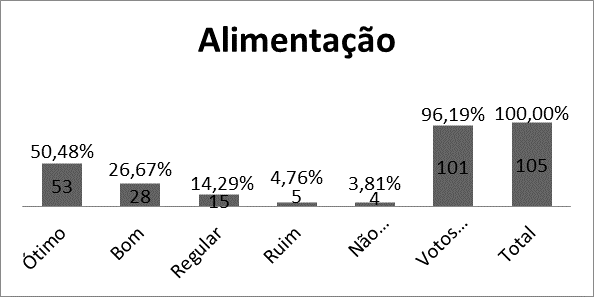 Alimentação
50,48% 26,67% 14,29% 4,76% 3,81% 96,19% 100,00%
53 28 15 5 4 101 105
Ótimo Bom Regular Ruim Não... Votos... Total